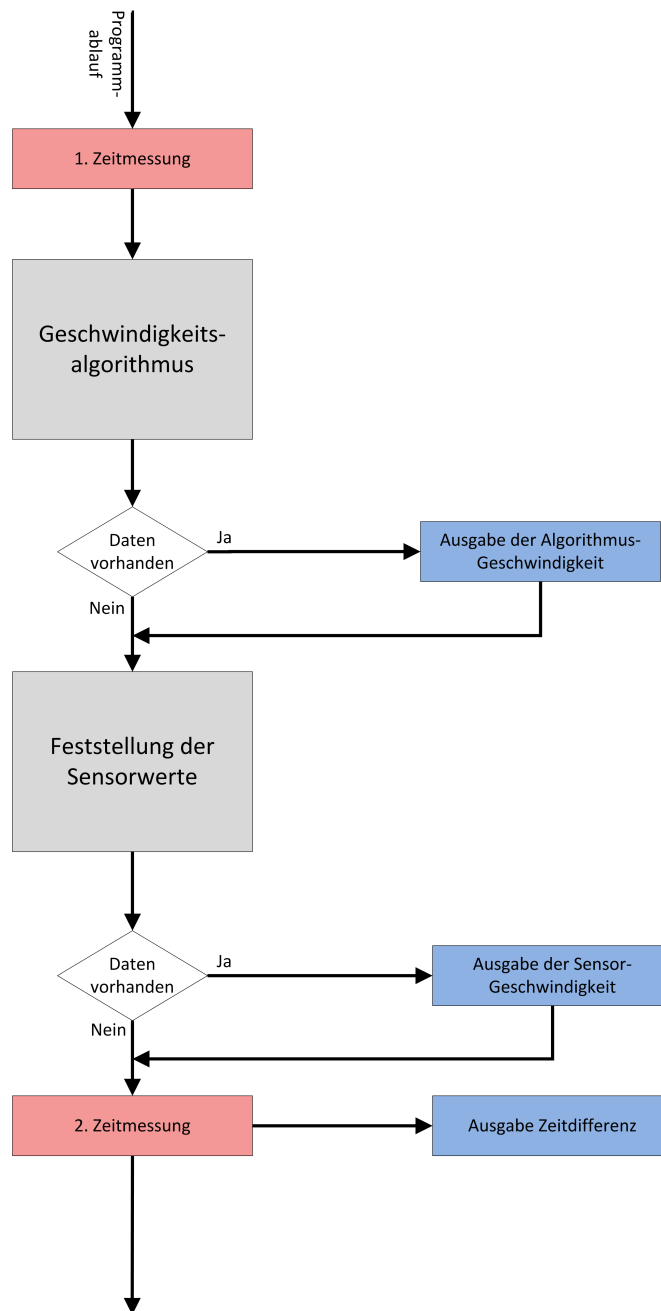 Programm-
ablauf
1. Zeitmessung
Geschwindigkeits-
algorithmus
Daten
vorhanden
Ja
Ausgabe der Algorithmus-
Geschwindigkeit
Nein
Feststellung der
Sensorwerte
Daten
vorhanden
Ja
Ausgabe der Sensor-
Geschwindigkeit
Nein
2. Zeitmessung
Ausgabe Zeitdifferenz